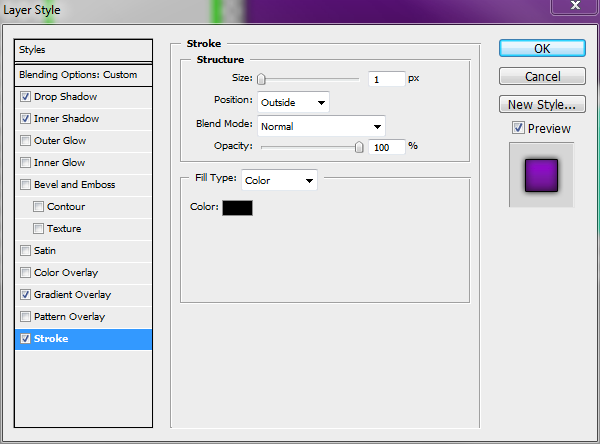 Layer Style
Styles
Blending Options: Custom
Drop Shadow
Inner Shadow
Outer Glow
Inner Glow
Bevel and Emboss
Contour
Texture
Satin
Color Overlay
Gradient Overlay
Pattern Overlay
Stroke
Stroke
Structure
Size: 1 px
Position: Outside
Blend Mode: Normal
Opacity: 100 %
Fill Type: Color
Color:
OK
Cancel
New Style...
Preview